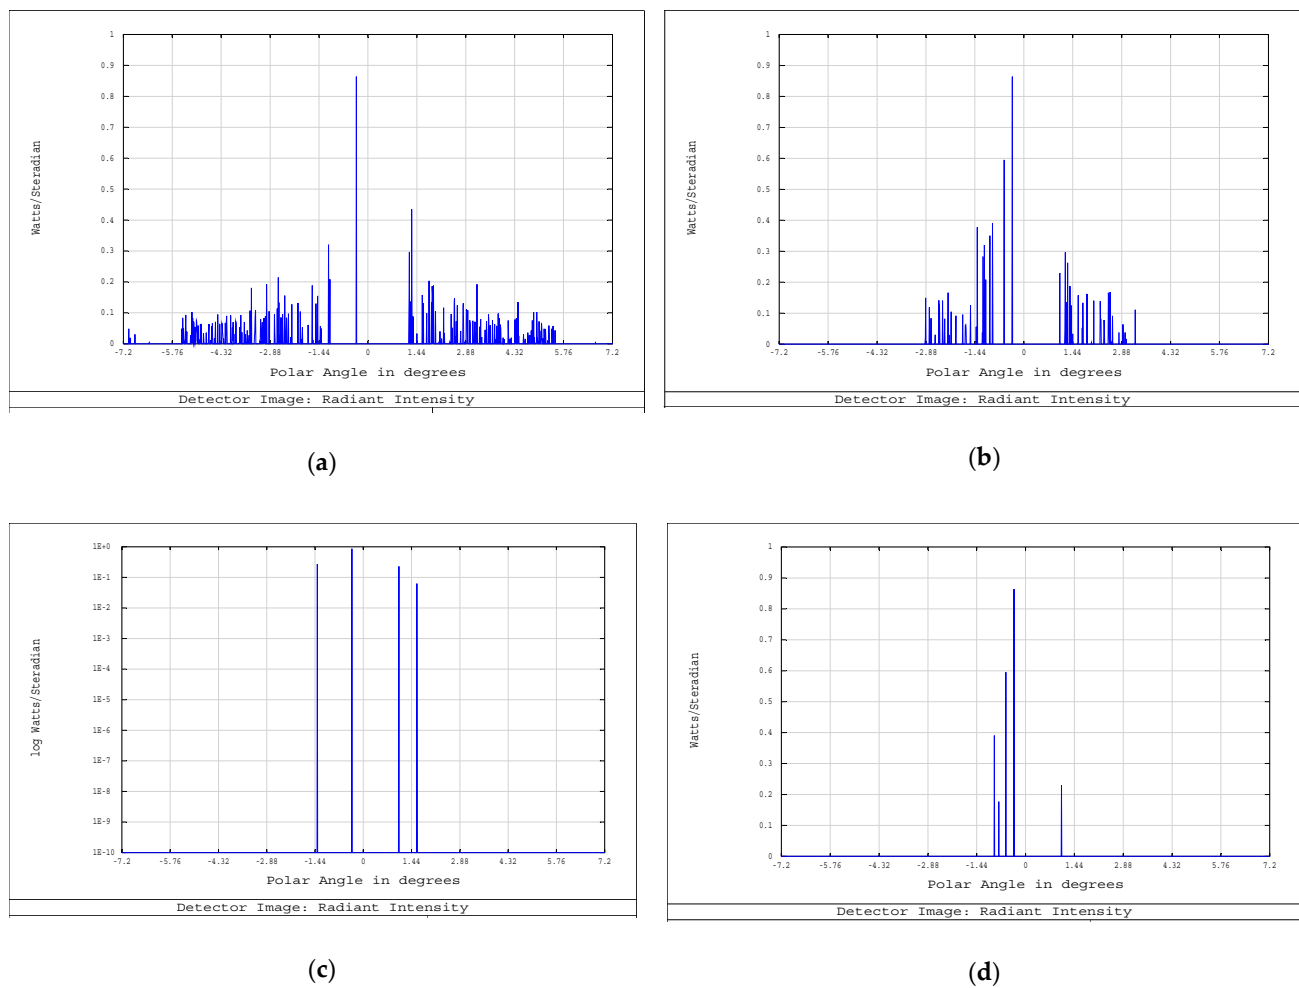 1
0.9
0.8
0.7
0.6
0.5
0.4
0.3
0.2
0.1
0
Watts/Steradian
-7.2 -5.76 -4.32 -2.88 -1.44 0 1.44 2.88 4.32 5.76 7.2
Polar Angle in degrees
Detector Image: Radiant Intensity
(a)
1
0.9
0.8
0.7
0.6
0.5
0.4
0.3
0.2
0.1
0
Watts/Steradian
-7.2 -5.76 -4.32 -2.88 -1.44 0 1.44 2.88 4.32 5.76 7.2
Polar Angle in degrees
Detector Image: Radiant Intensity
(b)
1E+0
1E-1
1E-2
1E-3
1E-4
1E-5
1E-6
1E-7
1E-8
1E-9
1E-10
log Watts/Steradian
-7.2 -5.76 -4.32 -2.88 -1.44 0 1.44 2.88 4.32 5.76 7.2
Polar Angle in degrees
Detector Image: Radiant Intensity
(c)
1
0.9
0.8
0.7
0.6
0.5
0.4
0.3
0.2
0.1
0
Watts/Steradian
-7.2 -5.76 -4.32 -2.88 -1.44 0 1.44 2.88 4.32 5.76 7.2
Polar Angle in degrees
Detector Image: Radiant Intensity
(d)